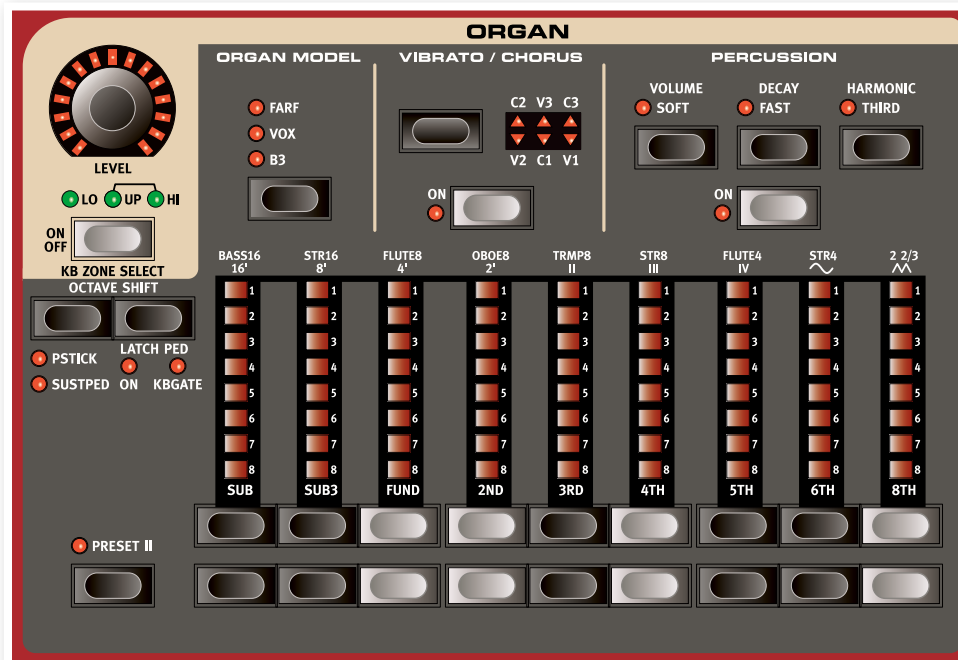 ORGAN
ORGAN MODEL VIBRATO / CHORUS PERCUSSION
VOLUME DECAY HARMONIC
SOFT FAST THIRD
C2 V3 C3
FARF
VOX
B3
V2 C1 V1
LEVEL
LO UP HI
ON
OFF
ON
ON
KB ZONE SELECT
OCTAVE SHIFT
BASS16 STR16 FLUTE8 OBOE8 TRMP8 STR8 FLUTE4 STR4 2 2/3
16' 8' 4' 2' II III IV
1 1 1 1 1 1 1 1 1
2 2 2 2 2 2 2 2 2
3 3 3 3 3 3 3 3 3
4 4 4 4 4 4 4 4 4
5 5 5 5 5 5 5 5 5
6 6 6 6 6 6 6 6 6
7 7 7 7 7 7 7 7 7
8 8 8 8 8 8 8 8 8
SUB SUB3 FUND 2ND 3RD 4TH 5TH 6TH 8TH
LATCH PED
PSTICK
SUSTPED ON KBGATE
PRESET II